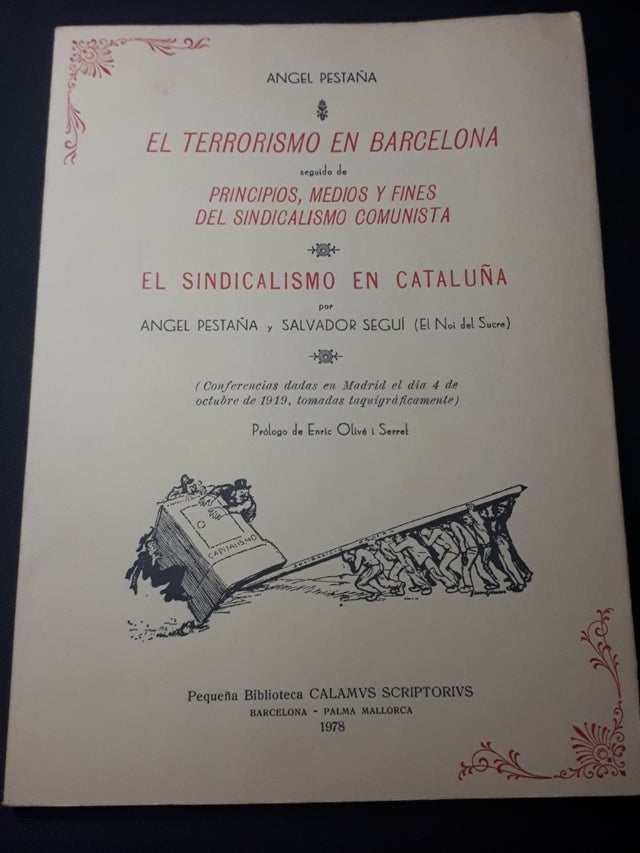 ANGEL PESTAÑA
EL TERRORISMO EN BARCELONA
seguido de
PRINCIPIOS, MEDIOS Y FINES
DEL SINDICALISMO COMUNISTA
EL SINDICALISMO EN CATALUÑA
por
ANGEL PESTAÑA y SALVADOR SEGUÍ (El Noi del Sucre)
(Conferencias dadas en Madrid el día 4 de
octubre de 1919, tomadas taquigráficamente)
Prólogo de Enric Olivé i Serret
CAPITALISMO
Pequeña Biblioteca CALAMVS SCRIPTORIVS
BARCELONA - PALMA MALLORCA
1978